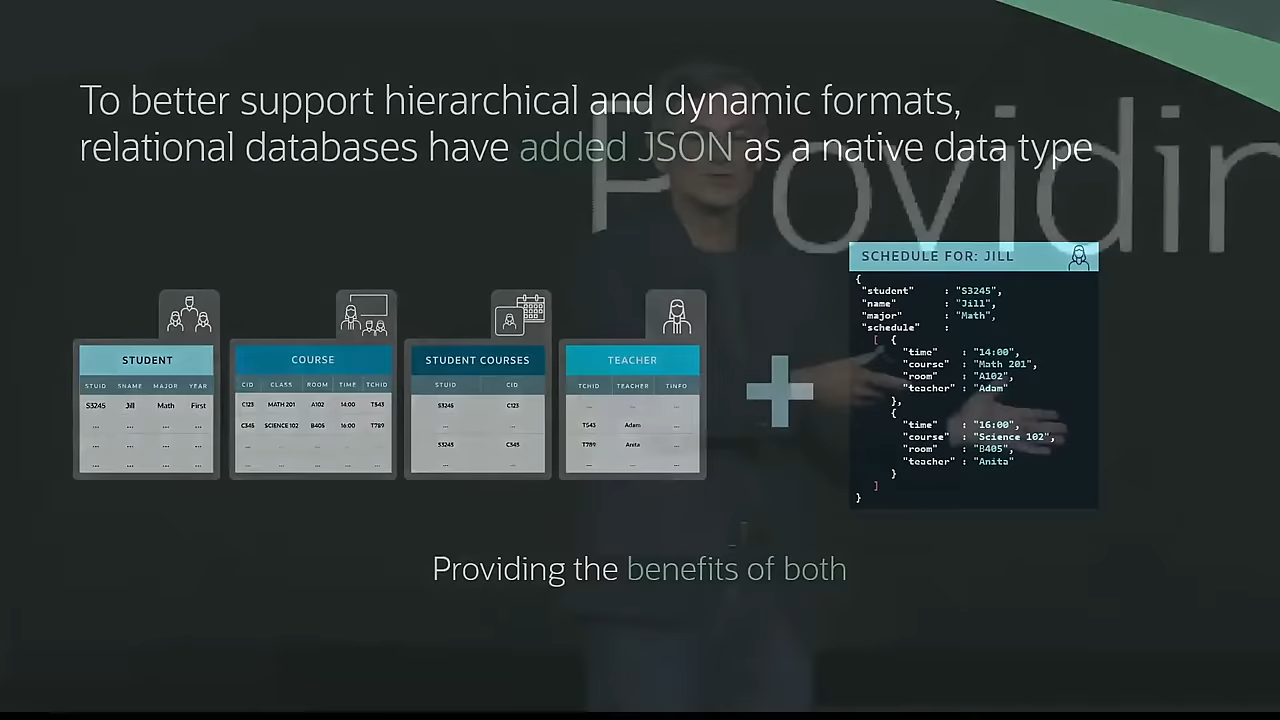 To better support hierarchical and dynamic formats,
relational databases have added JSON as a native data type
Providin
STUDENT
STUID SNAME MAJOR YEAR
S3245 Jill Math First
... ... ... ...
... ... ... ...
... ... ... ...
COURSE
CID CLASS ROOM TIME TCHID
C123 MATH 201 A102 14:00 T543
C345 SCIENCE 102 B405 16:00 T789
... ... ... ... ...
... ... ... ... ...
STUDENT COURSES
STUID CID
S3245 C123
... ...
S3245 C345
... ...
TEACHER
TCHID TEACHER TINFO
... ... ...
T543 Adam ...
T789 Anita ...
... ... ...
+
SCHEDULE FOR: JILL
{
"student" : "S3245",
"name" : "Jill",
"major" : "Math",
"schedule" :
[ {
"time" : "14:00",
"course" : "Math 201",
"room" : "A102",
"teacher" : "Adam"
},
{
"time" : "16:00",
"course" : "Science 102",
"room" : "B405",
"teacher" : "Anita"
}
]
}
Providing the benefits of both